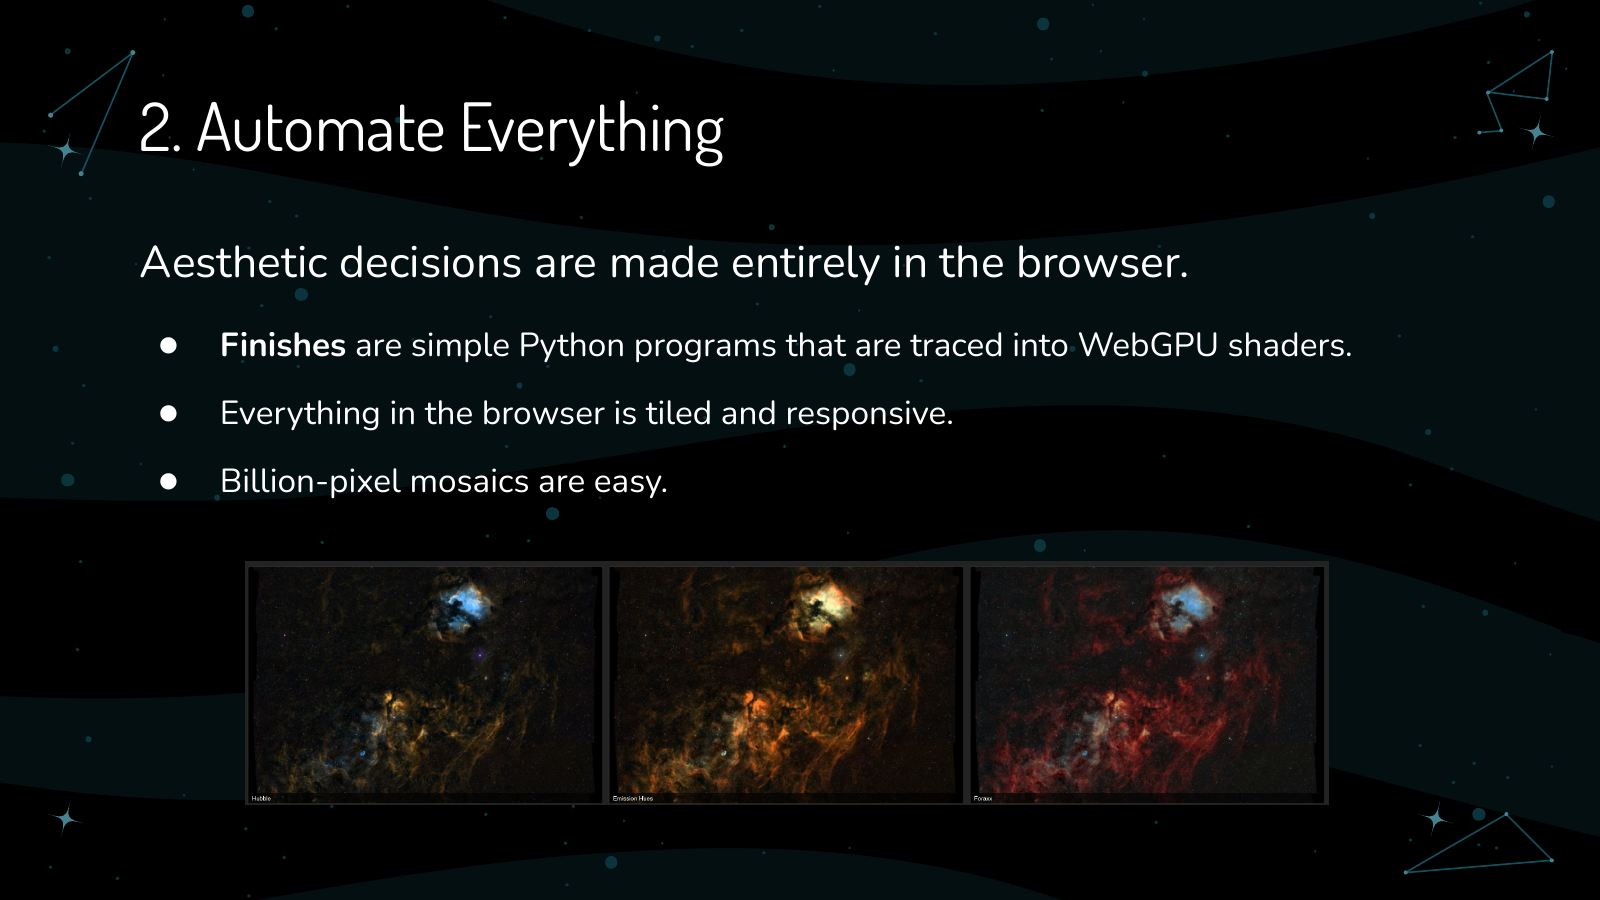 2. Automate Everything
Aesthetic decisions are made entirely in the browser.
● Finishes are simple Python programs that are traced into WebGPU shaders.
● Everything in the browser is tiled and responsive.
● Billion-pixel mosaics are easy.
Hubble
Emission Hues
Foraxx